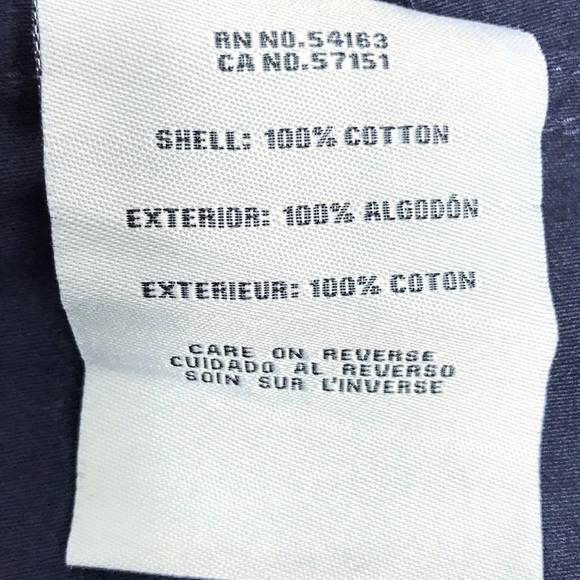 RN NO.54163
CA NO.57151
SHELL: 100% COTTON
EXTERIOR: 100% ALGODÓN
EXTERIEUR: 100% COTON
CARE ON REVERSE
CUIDADO AL REVERSO
SOIN SUR L'INVERSE